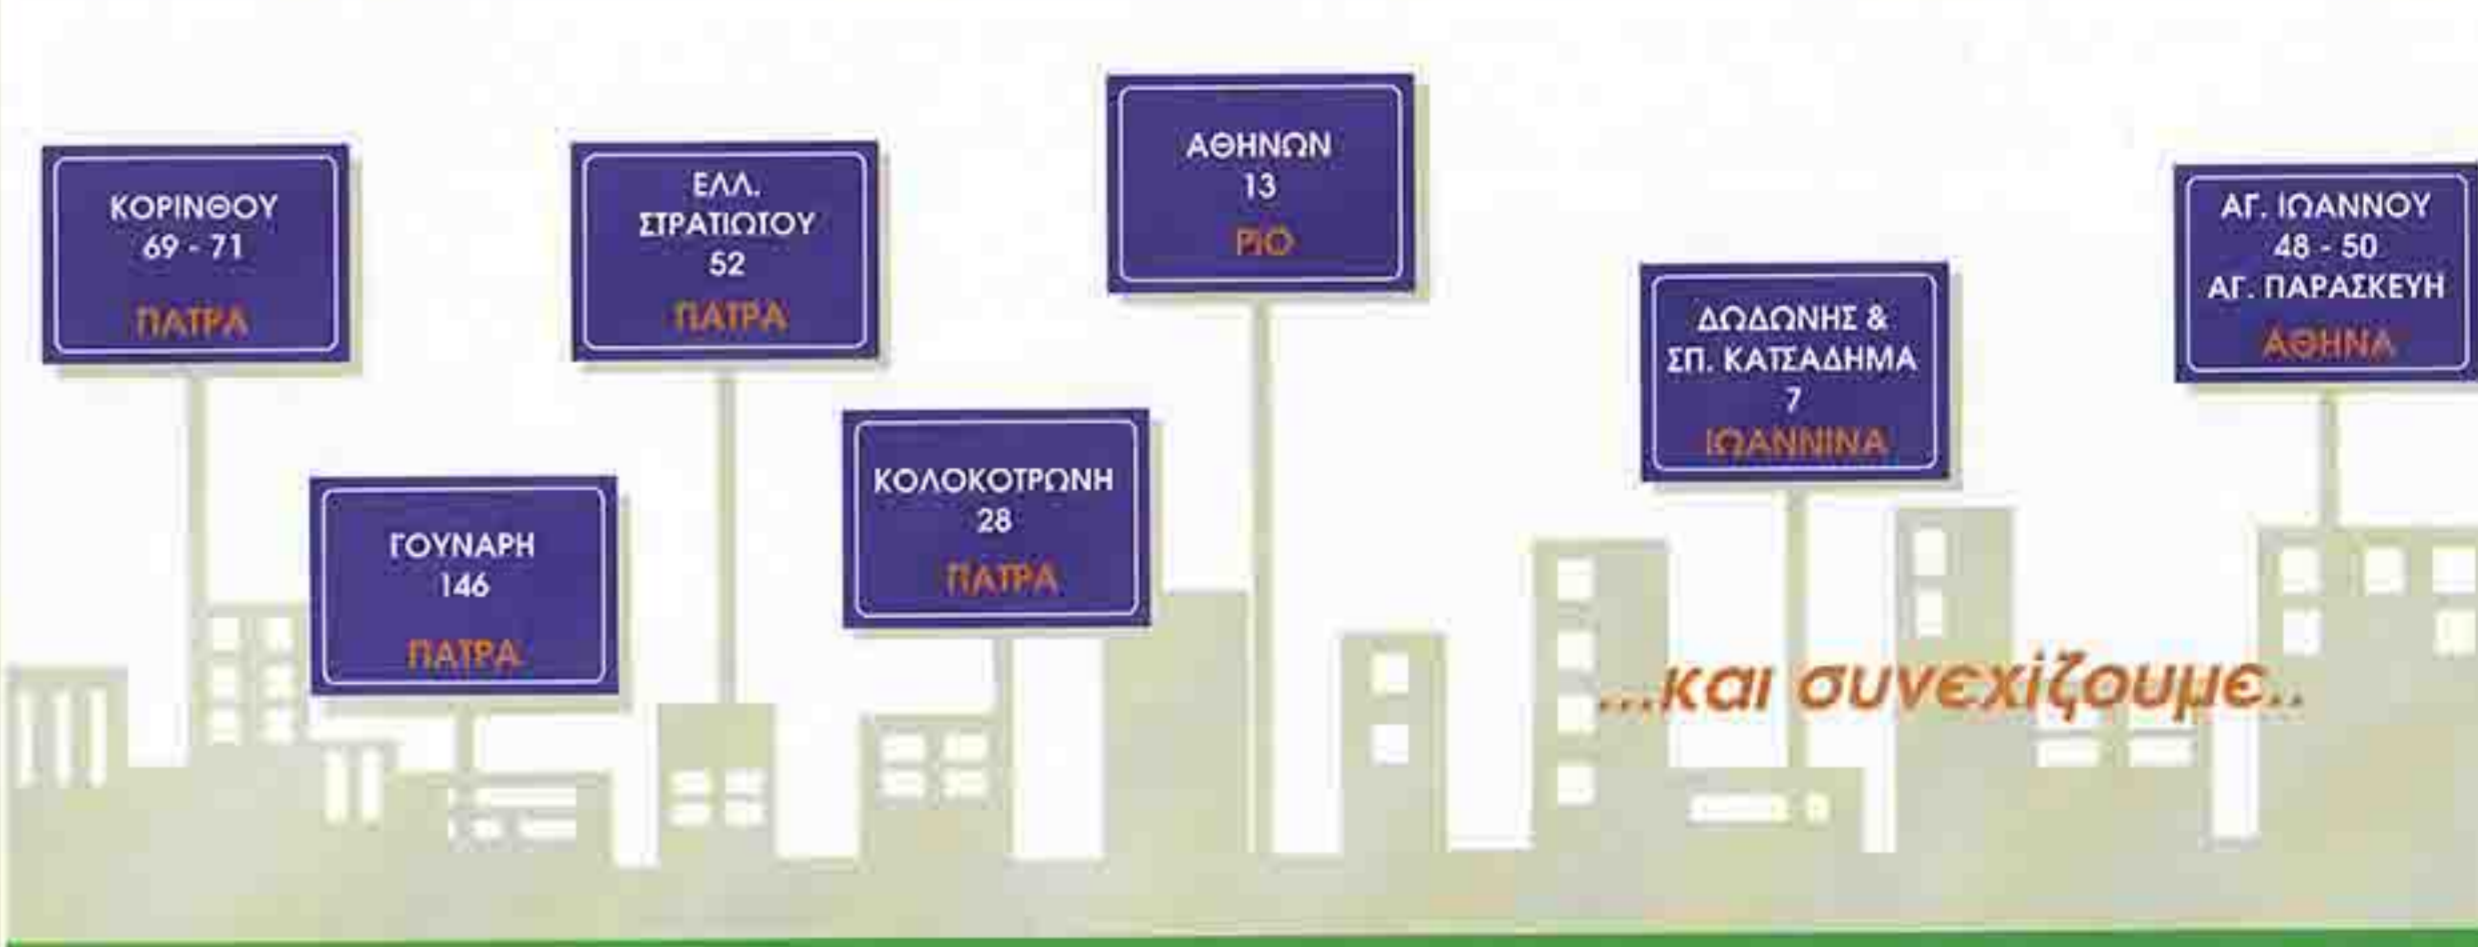 ΚΟΡΙΝΘΟΥ
69 - 71
ΠΑΤΡΑ
ΓΟΥΝΑΡΗ
146
ΠΑΤΡΑ
ΕΛΛ.
ΣΤΡΑΤΙΩΤΟΥ
52
ΠΑΤΡΑ
ΚΟΛΟΚΟΤΡΩΝΗ
28
ΠΑΤΡΑ
ΑΘΗΝΩΝ
13
ΡΙΟ
ΔΩΔΩΝΗΣ &
ΣΠ. ΚΑΤΣΑΔΗΜΑ
7
ΙΩΑΝΝΙΝΑ
ΑΓ. ΙΩΑΝΝΟΥ
48 - 50
ΑΓ. ΠΑΡΑΣΚΕΥΗ
ΑΘΗΝΑ
...και συνεχίζουμε..